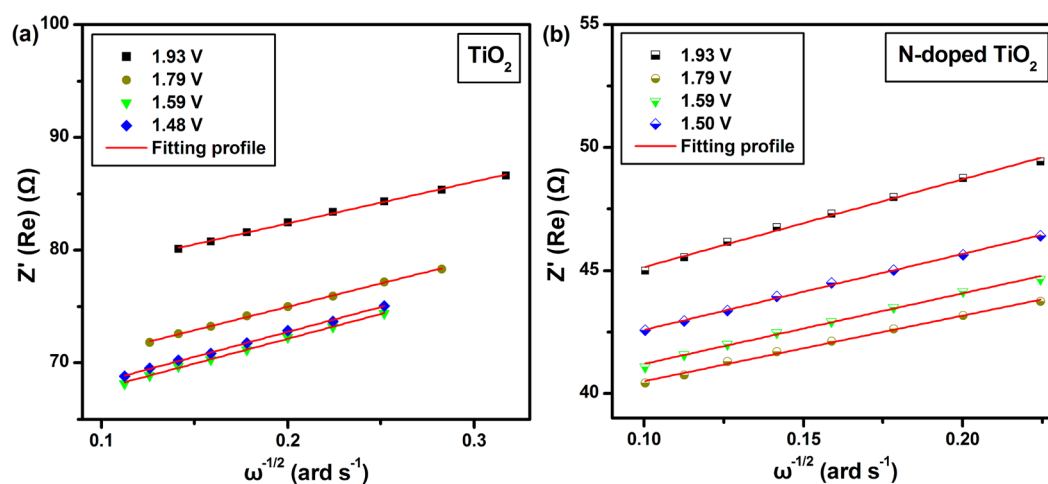 (a)
100
90
80
70
Z' (Re) (Ω)
1.93 V
1.79 V
1.59 V
1.48 V
Fitting profile
TiO₂
0.1 0.2 0.3
ω⁻¹/² (ard s⁻¹)
(b)
55
50
45
40
Z' (Re) (Ω)
1.93 V
1.79 V
1.59 V
1.50 V
Fitting profile
N-doped TiO₂
0.10 0.15 0.20
ω⁻¹/² (ard s⁻¹)